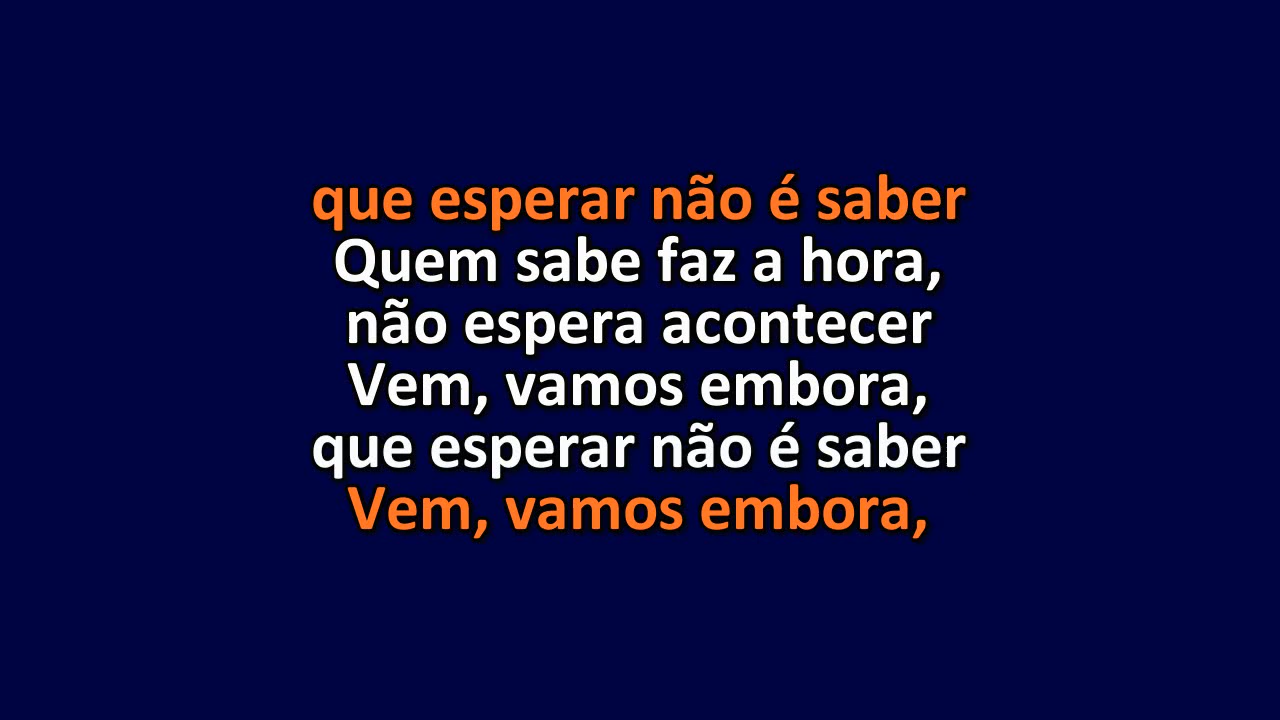 que esperar não é saber
Quem sabe faz a hora,
não espera acontecer
Vem, vamos embora,
que esperar não é saber
Vem, vamos embora,